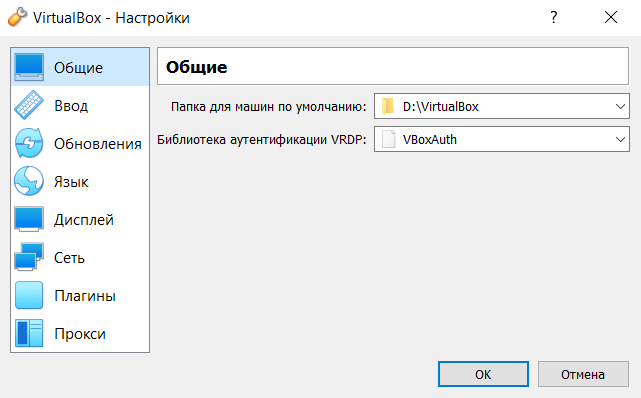 VirtualBox - Настройки
?
Общие
Ввод
Обновления
Язык
Дисплей
Сеть
Плагины
Прокси
Общие
Папка для машин по умолчанию: D:\VirtualBox
Библиотека аутентификации VRDP: VBoxAuth
OK Отмена